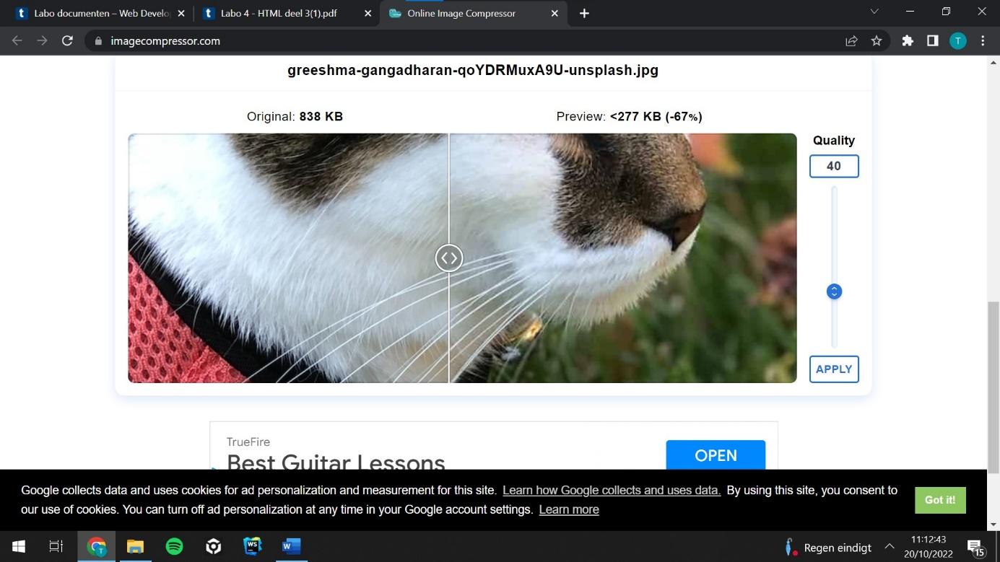 Labo documenten – Web Develo
Labo 4 - HTML deel 3(1).pdf
Online Image Compressor
imagecompressor.com
T
greeshma-gangadharan-qoYDRMuxA9U-unsplash.jpg
Original: 838 KB
Preview: <277 KB (-67%)
Quality
40
APPLY
TrueFire
Best Guitar Lessons
OPEN
Google collects data and uses cookies for ad personalization and measurement for this site. Learn how Google collects and uses data. By using this site, you consent to
our use of cookies. You can turn off ad personalization at any time in your Google account settings. Learn more
Got it!
T
WS
W
Regen eindigt
11:12:43
20/10/2022
15